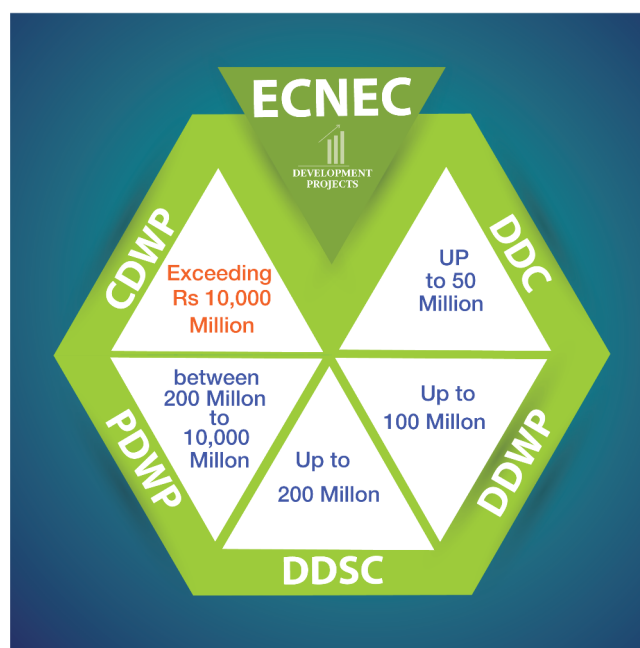 ECNEC
DEVELOPMENT
PROJECTS
CDWP
Exceeding
Rs 10,000
Million
DDC
UP
to 50
Million
PDWP
between
200 Millon
to
10,000
Millon
Up to
200 Millon
DDSC
Up to
100 Millon
DDWP